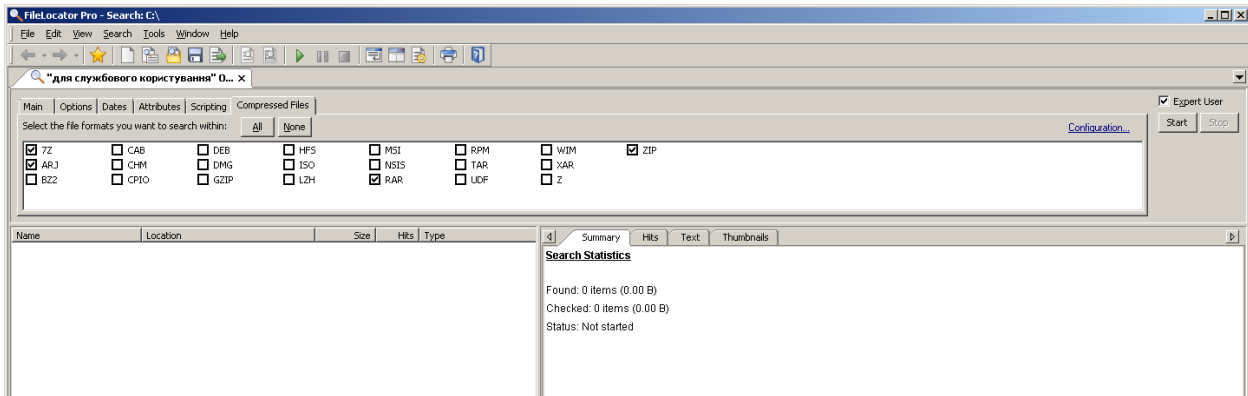 FileLocator Pro - Search: C:\
File Edit View Search Tools Window Help
"для службового користування" O... x
Main Options Dates Attributes Scripting Compressed Files
Expert User
Select the file formats you want to search within: All None Configuration... Start Stop
7Z CAB DEB HFS MSI RPM WIM ZIP
ARJ CHM DMG ISO NSIS TAR XAR
BZ2 CPIO GZIP LZH RAR UDF Z
Name Location Size Hits Type
Summary Hits Text Thumbnails
Search Statistics
Found: 0 items (0.00 B)
Checked: 0 items (0.00 B)
Status: Not started